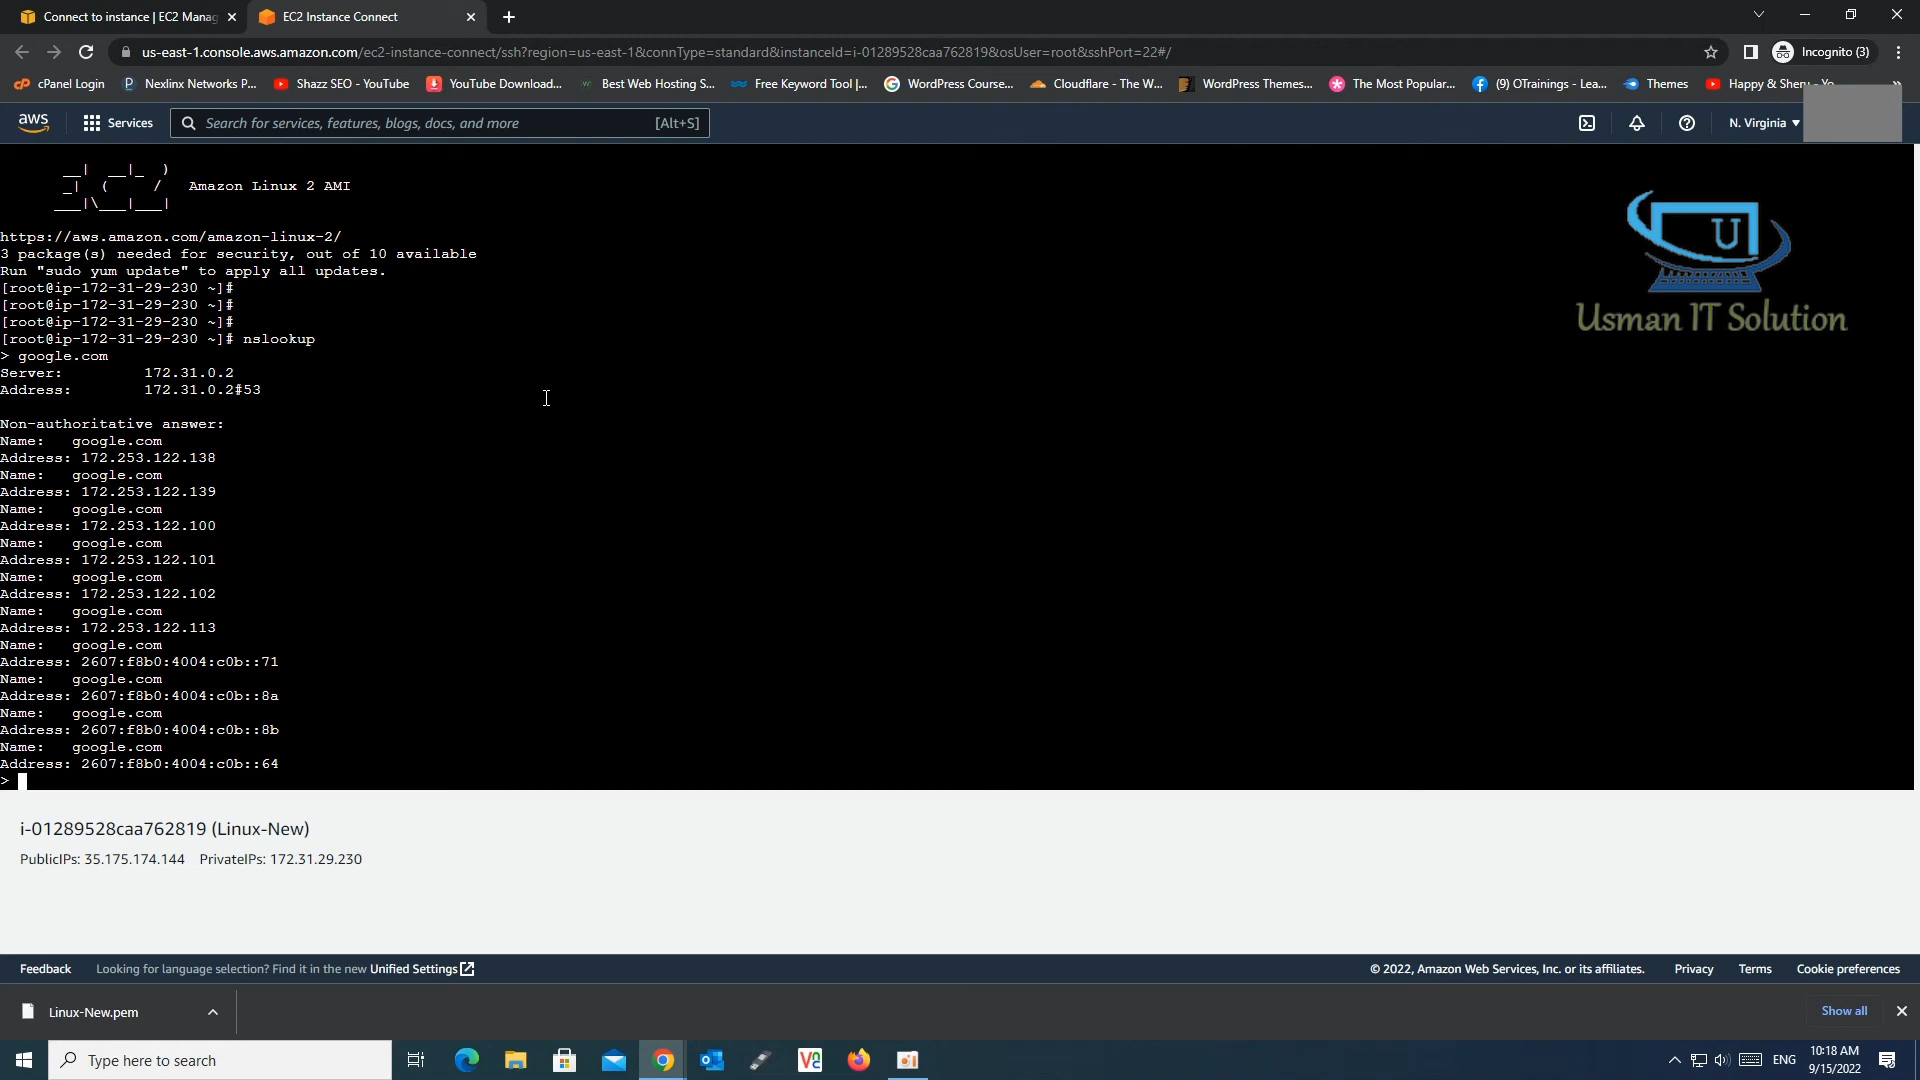 Connect to instance | EC2 Manag
EC2 Instance Connect
us-east-1.console.aws.amazon.com/ec2-instance-connect/ssh?region=us-east-1&connType=standard&instanceId=i-01289528caa762819&osUser=root&sshPort=22#/
Incognito (3)
cPanel Login
Nexlinx Networks P...
Shazz SEO - YouTube
YouTube Download...
Best Web Hosting S...
Free Keyword Tool |...
WordPress Course...
Cloudflare - The W...
WordPress Themes...
The Most Popular...
(9) OTrainings - Lea...
Themes
Happy & Shery - Yo
aws
Services
Search for services, features, blogs, docs, and more [Alt+S]
N. Virginia
__| __|_ )
_| ( / Amazon Linux 2 AMI
___|\___|___|
https://aws.amazon.com/amazon-linux-2/
3 package(s) needed for security, out of 10 available
Run "sudo yum update" to apply all updates.
[root@ip-172-31-29-230 ~]#
[root@ip-172-31-29-230 ~]#
[root@ip-172-31-29-230 ~]#
[root@ip-172-31-29-230 ~]# nslookup
> google.com
Server: 172.31.0.2
Address: 172.31.0.2#53
Non-authoritative answer:
Name: google.com
Address: 172.253.122.138
Name: google.com
Address: 172.253.122.139
Name: google.com
Address: 172.253.122.100
Name: google.com
Address: 172.253.122.101
Name: google.com
Address: 172.253.122.102
Name: google.com
Address: 172.253.122.113
Name: google.com
Address: 2607:f8b0:4004:c0b::71
Name: google.com
Address: 2607:f8b0:4004:c0b::8a
Name: google.com
Address: 2607:f8b0:4004:c0b::8b
Name: google.com
Address: 2607:f8b0:4004:c0b::64
>
U
Usman IT Solution
i-01289528caa762819 (Linux-New)
PublicIPs: 35.175.174.144 PrivateIPs: 172.31.29.230
Feedback
Looking for language selection? Find it in the new Unified Settings
© 2022, Amazon Web Services, Inc. or its affiliates.
Privacy
Terms
Cookie preferences
Linux-New.pem
Show all
Type here to search
ENG
10:18 AM
9/15/2022